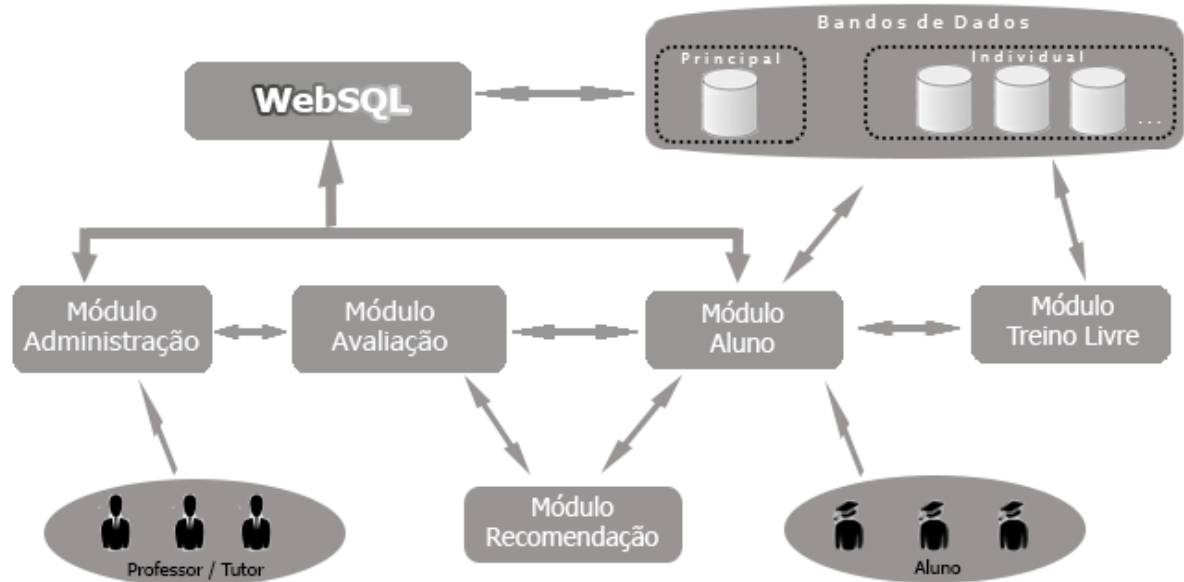 Bandos de Dados
Principal
Individual
WebSQL
...
Módulo
Administração
Módulo
Avaliação
Módulo
Aluno
Módulo
Treino Livre
Módulo
Recomendação
Professor / Tutor
Aluno